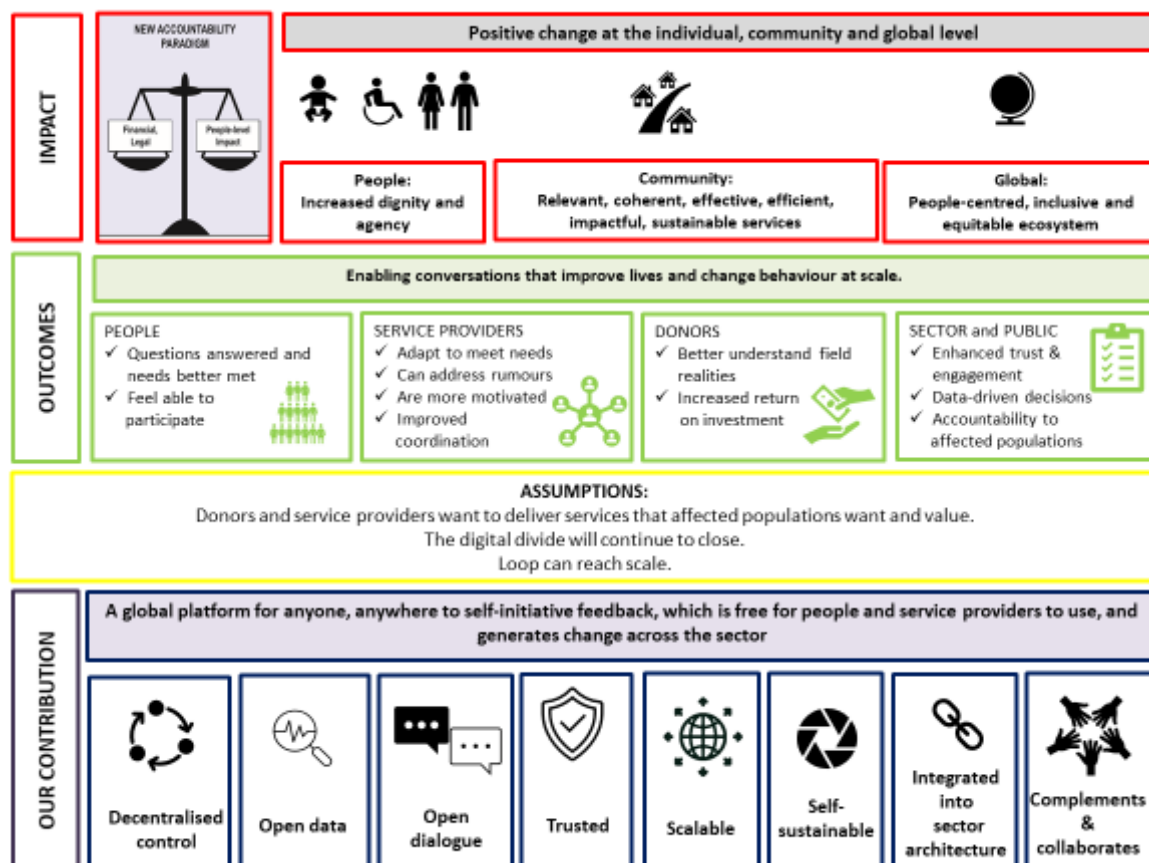 IMPACT
NEW ACCOUNTABILITY
PARADIGM
Financial,
Legal
People-level
Impact
Positive change at the individual, community and global level
People:
Increased dignity and
agency
Community:
Relevant, coherent, effective, efficient,
impactful, sustainable services
Global:
People-centred, inclusive and
equitable ecosystem
OUTCOMES
Enabling conversations that improve lives and change behaviour at scale.
PEOPLE
✓ Questions answered and
needs better met
✓ Feel able to
participate
SERVICE PROVIDERS
✓ Adapt to meet needs
✓ Can address rumours
✓ Are more motivated
✓ Improved
coordination
DONORS
✓ Better understand field
realities
✓ Increased return
on investment
SECTOR and PUBLIC
✓ Enhanced trust &
engagement
✓ Data-driven decisions
✓ Accountability to
affected populations
ASSUMPTIONS:
Donors and service providers want to deliver services that affected populations want and value.
The digital divide will continue to close.
Loop can reach scale.
OUR CONTRIBUTION
A global platform for anyone, anywhere to self-initiative feedback, which is free for people and service providers to use, and
generates change across the sector
Decentralised
control
Open data
Open
dialogue
Trusted
Scalable
Self-
sustainable
Integrated
into
sector
architecture
Complements
&
collaborates